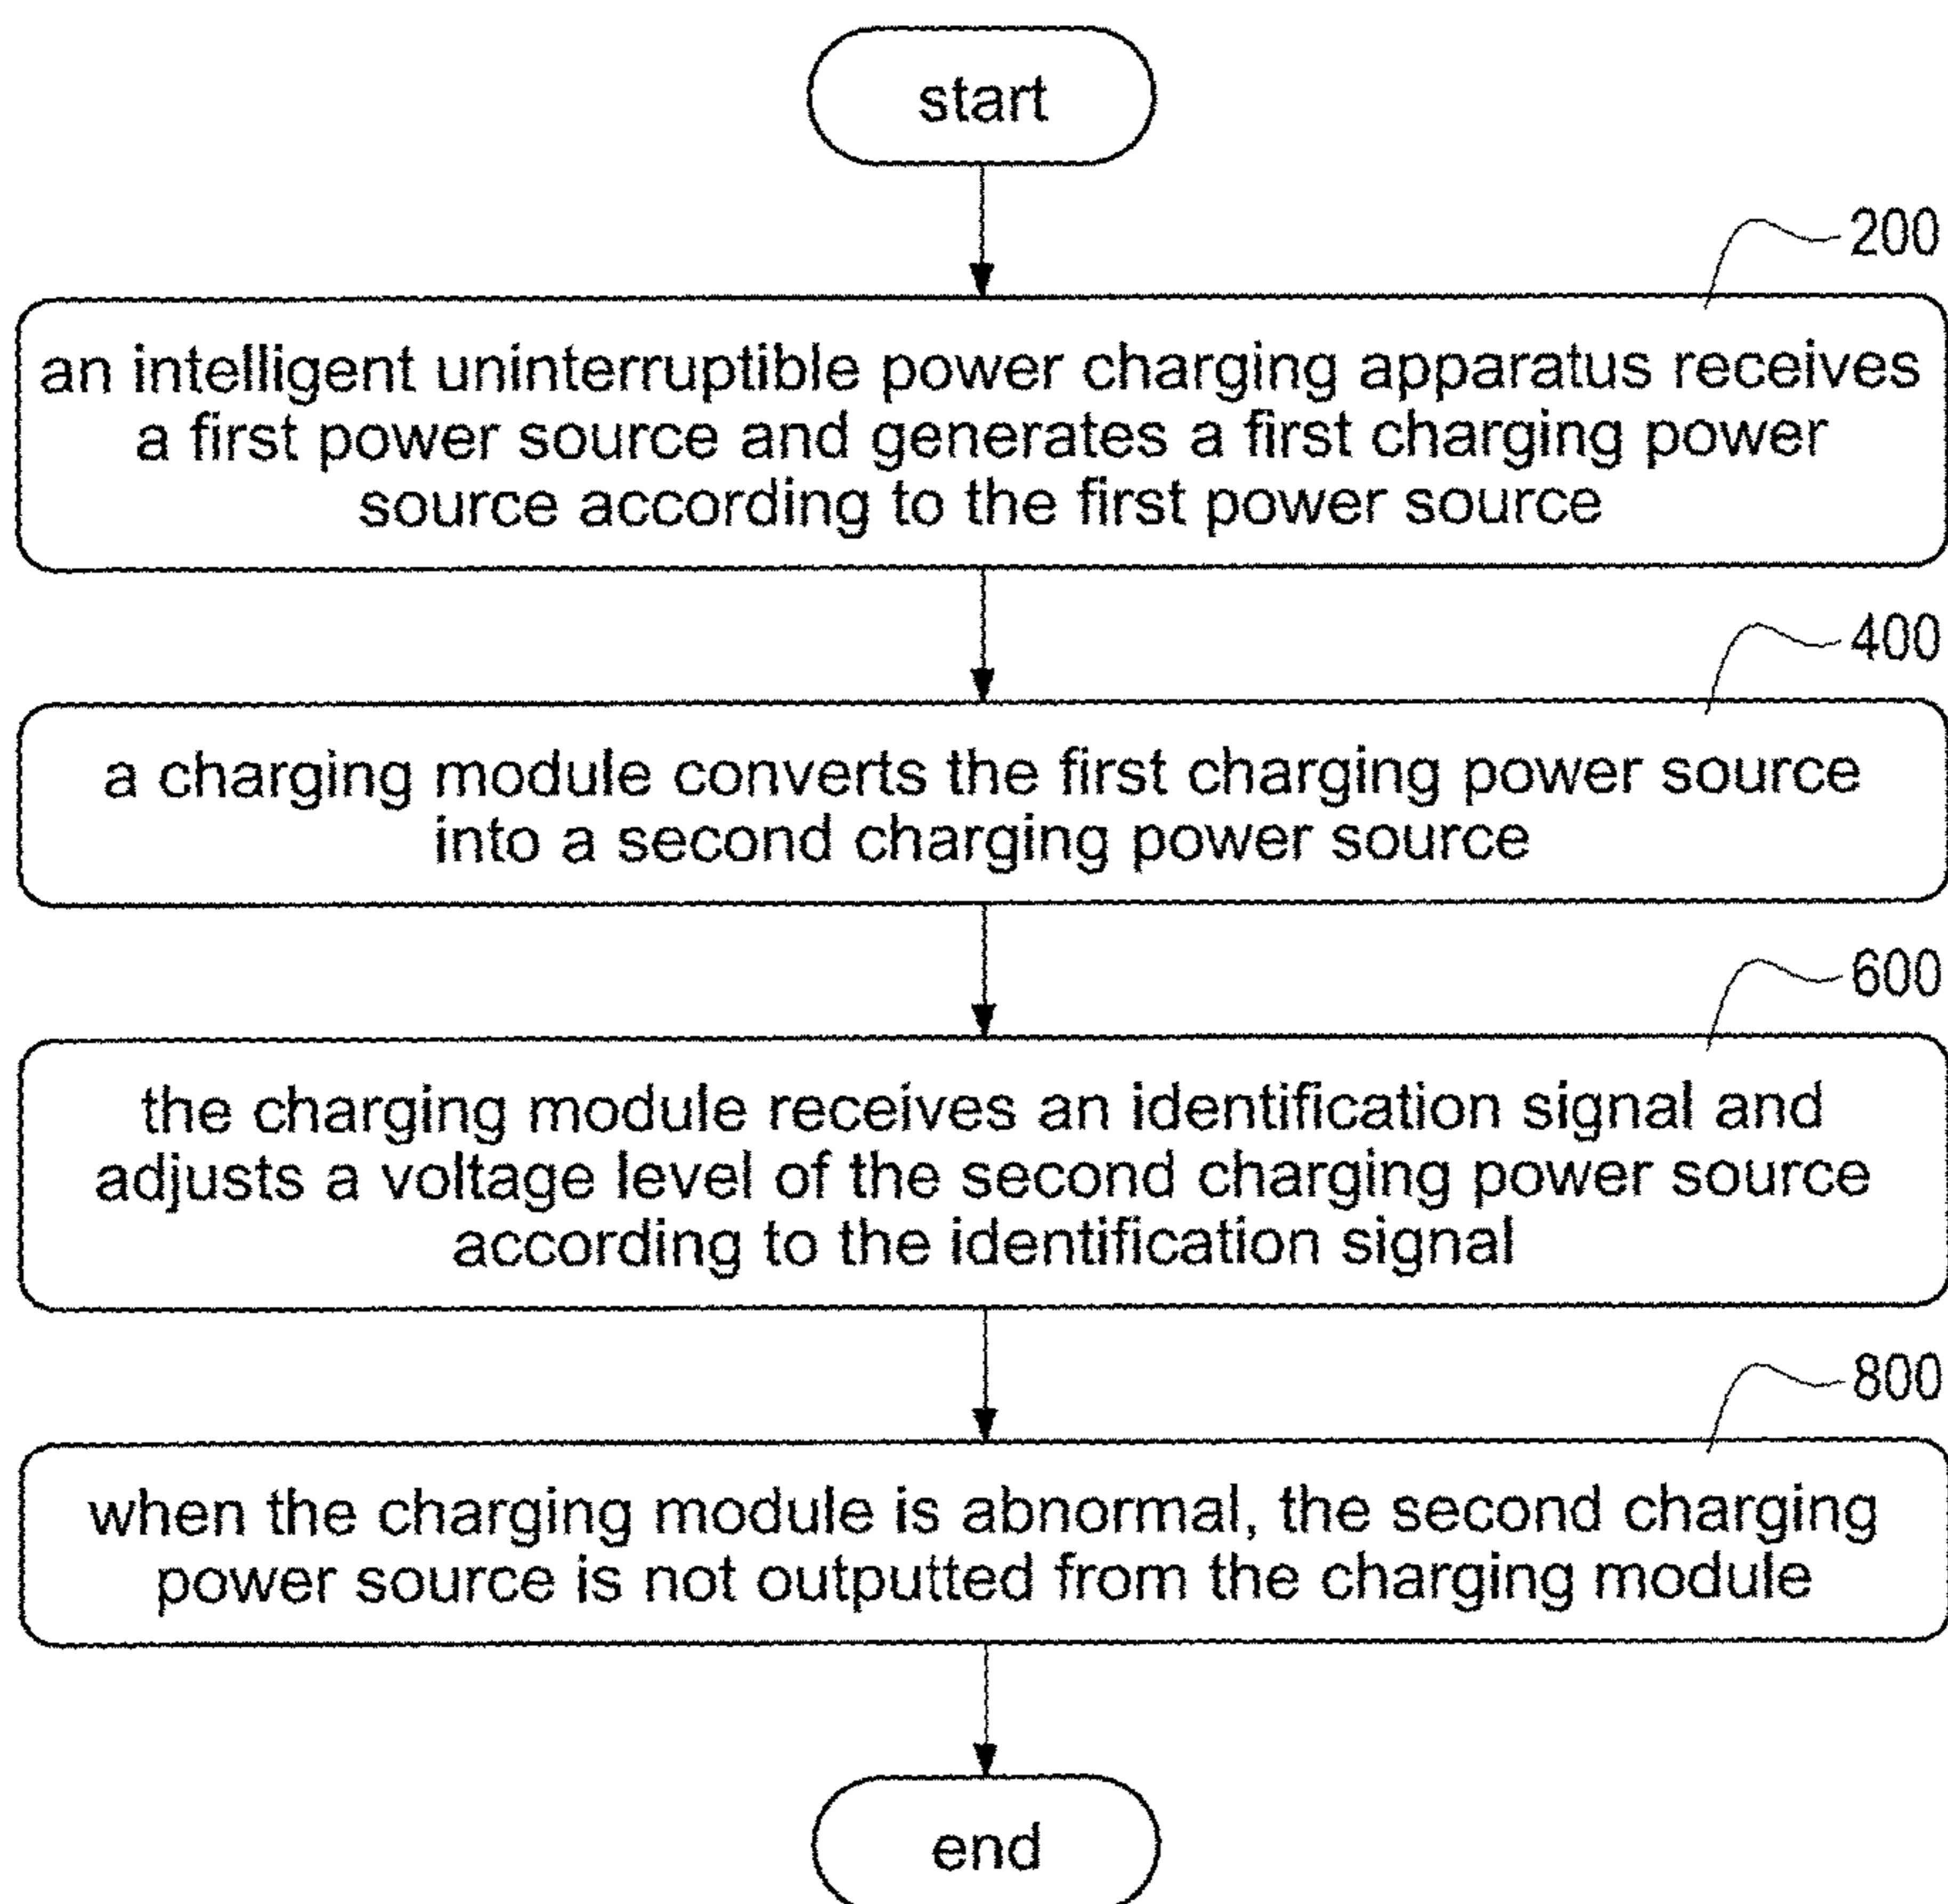 start
200
an intelligent uninterruptible power charging apparatus receives
a first power source and generates a first charging power
source according to the first power source
400
a charging module converts the first charging power source
into a second charging power source
600
the charging module receives an identification signal and
adjusts a voltage level of the second charging power source
according to the identification signal
800
when the charging module is abnormal, the second charging
power source is not outputted from the charging module
end